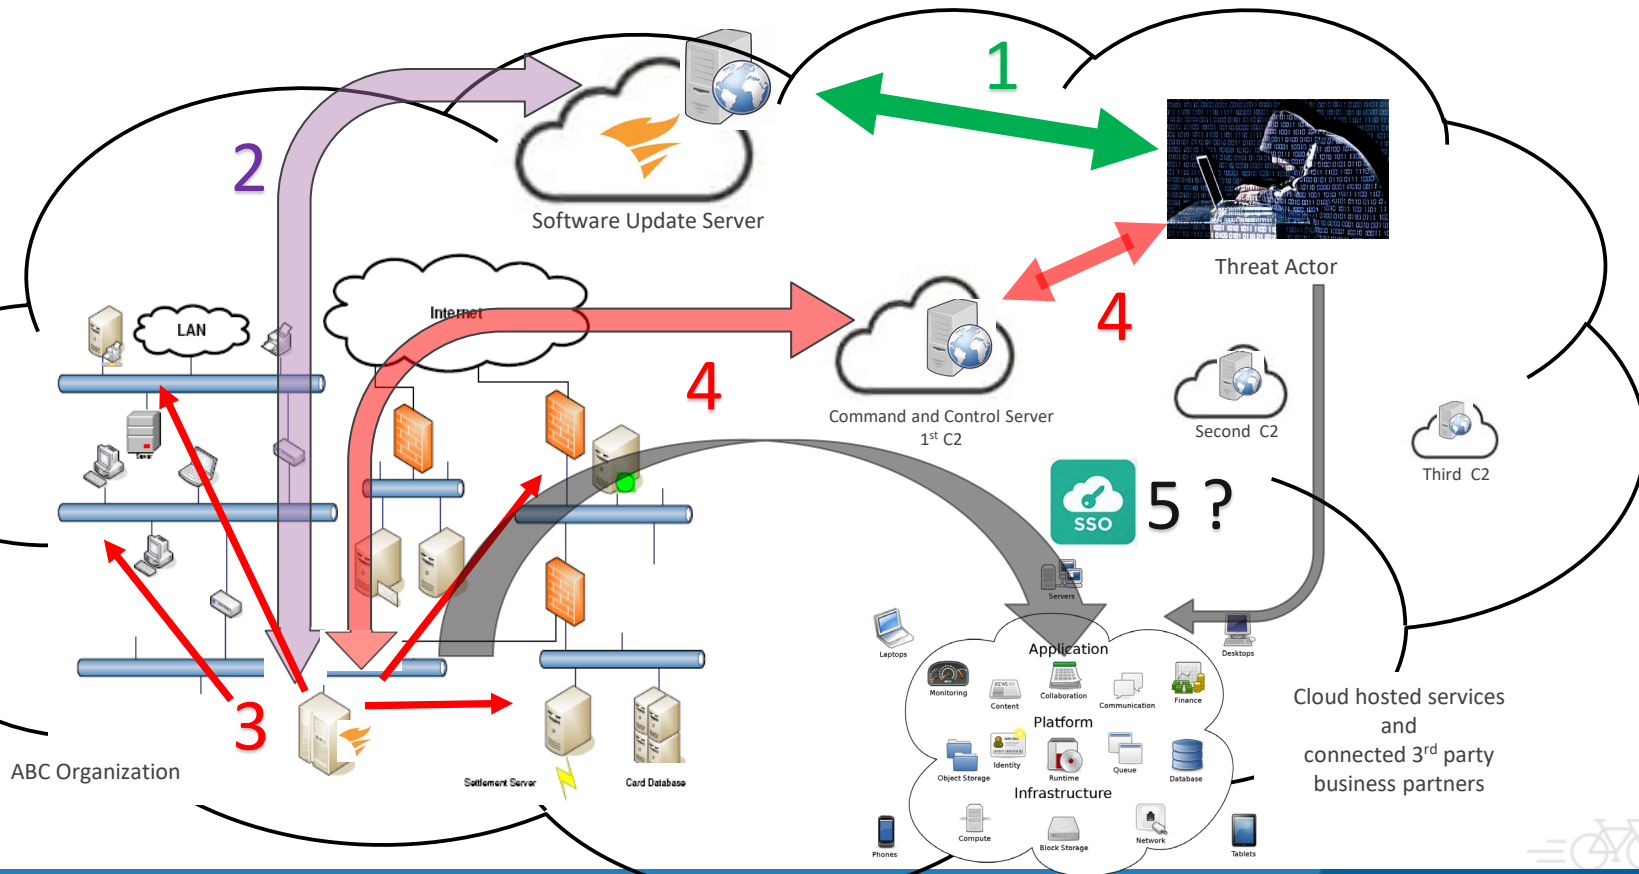 1
2
Software Update Server
Threat Actor
4
LAN
Internet
4
Command and Control Server
1st C2
Second C2
Third C2
SSO
5 ?
Servers
Laptops
Desktops
Application
Monitoring
Content
Collaboration
Communication
Finance
Platform
Object Storage
Identity
Runtime
Queue
Database
Infrastructure
Compute
Block Storage
Network
Phones
Tablets
3
ABC Organization
Settlement Server
Card Database
Cloud hosted services
and
connected 3rd party
business partners